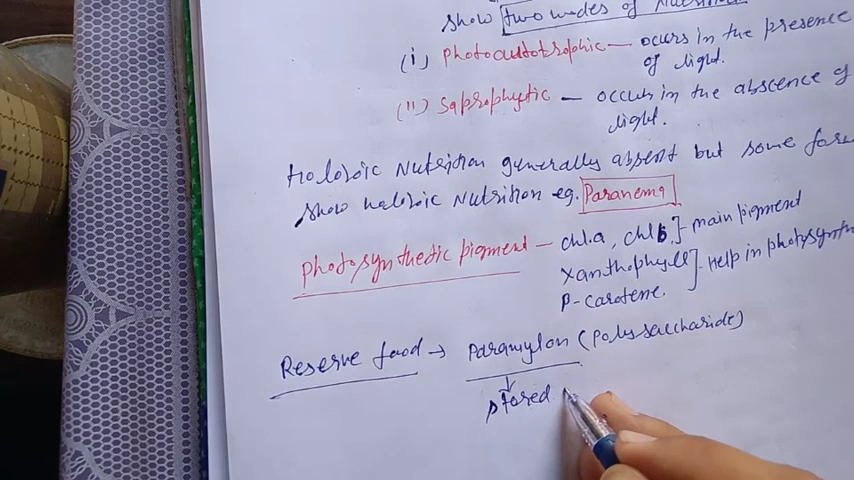 show two modes of Nutrition
(i) Photoautotrophic — occurs in the presence
of light.
(ii) Saprophytic — occurs in the abscence of
light.
Holozoic Nutrition generally absent but some
show holozoic Nutrition eg. Paranema
Photosynthetic pigment — chl.a, chl b] - main pigment
Xanthophyll] - Help in photosynth
β-carotene.
Reserve food → Paramylon (Polysaccharide)
↓
stored